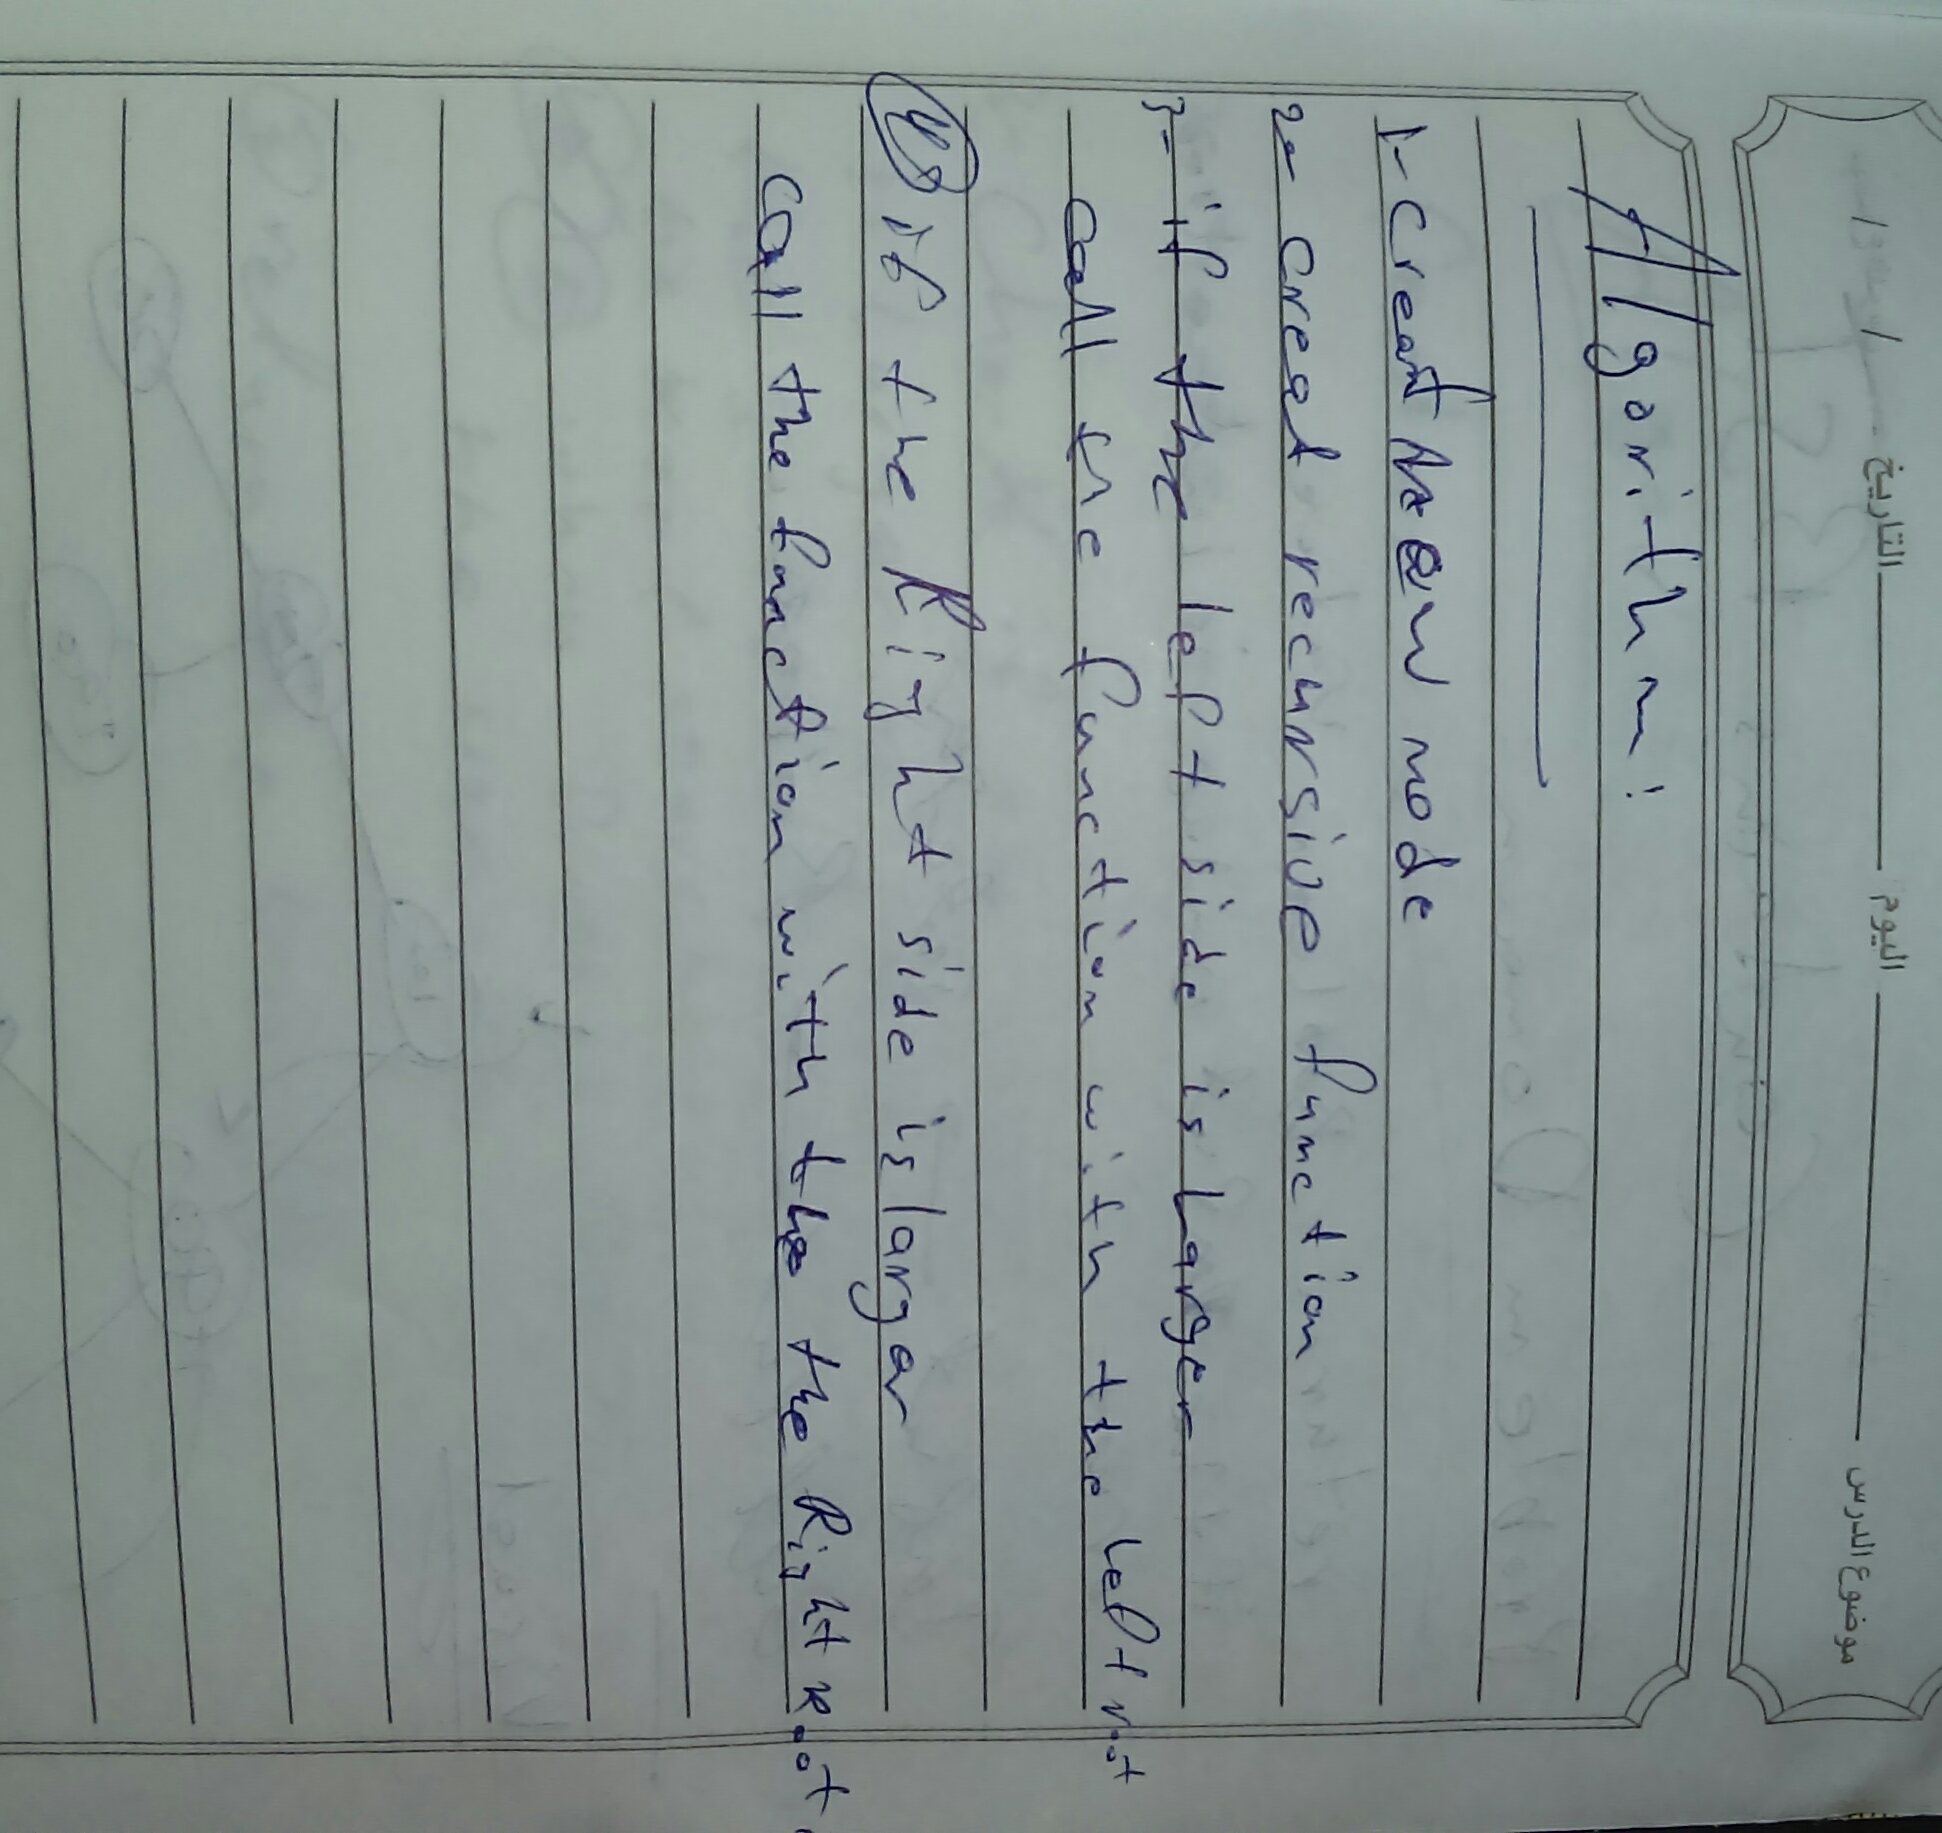 التاريخ اليوم موضوع الدرس
Algorithm:
1- Creat New node
2- creat recursive function
3- if the left side is Larger
call the function with the left root
4- if the Right side is larger
call the function with the the Right Root.